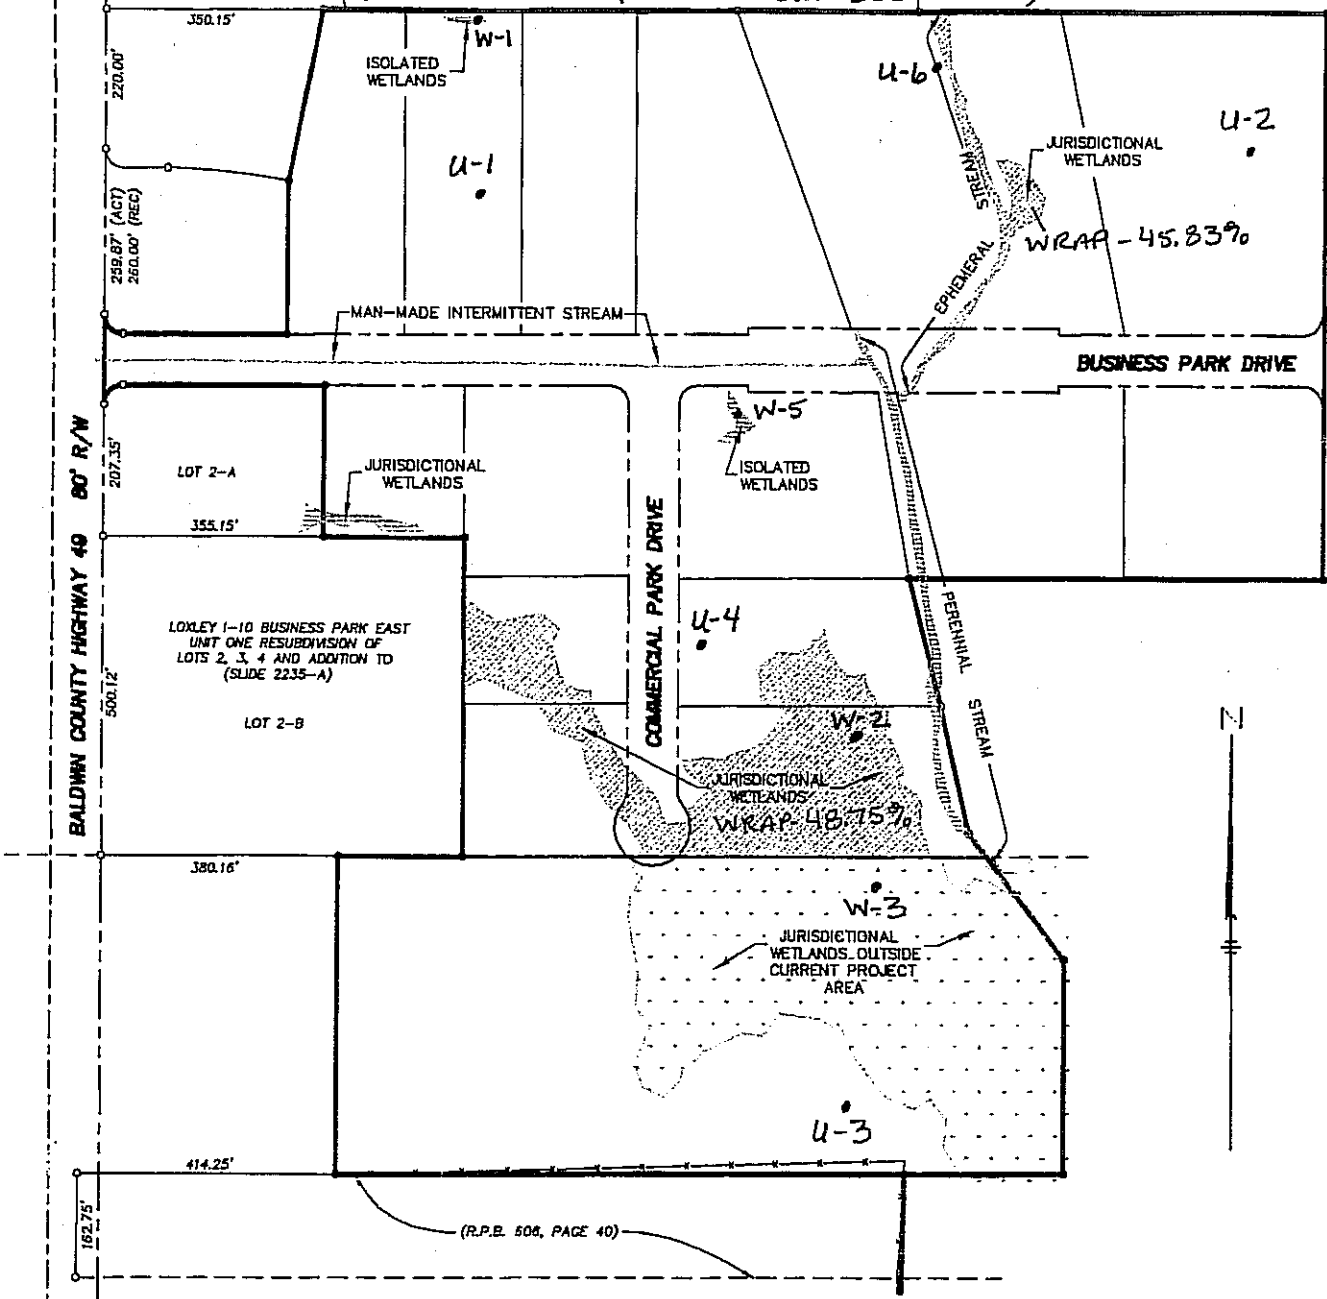 350.15'
W-1
ISOLATED
WETLANDS
220.00'
U-6
U-2
JURISDICTIONAL
WETLANDS
U-1
STREAM
259.87' (ACT)
260.00' (REC)
WRAP - 45.83%
EPHEMERAL
MAN-MADE INTERMITTENT STREAM
BUSINESS PARK DRIVE
W-5
BALDWIN COUNTY HIGHWAY 49 80' R/W
207.35'
LOT 2-A
JURISDICTIONAL
WETLANDS
ISOLATED
WETLANDS
355.15'
COMMERCIAL PARK DRIVE
PERENNIAL STREAM
LOXLEY I-10 BUSINESS PARK EAST
UNIT ONE RESUBDIVISION OF
LOTS 2, 3, 4 AND ADDITION TO
(SLIDE 2235-A)
U-4
500.12'
LOT 2-B
W-2
N
JURISDICTIONAL
WETLANDS
WRAP-48.75%
380.16'
W-3
JURISDICTIONAL
WETLANDS OUTSIDE
CURRENT PROJECT
AREA
U-3
414.25'
162.75'
(R.P.B. 506, PAGE 40)